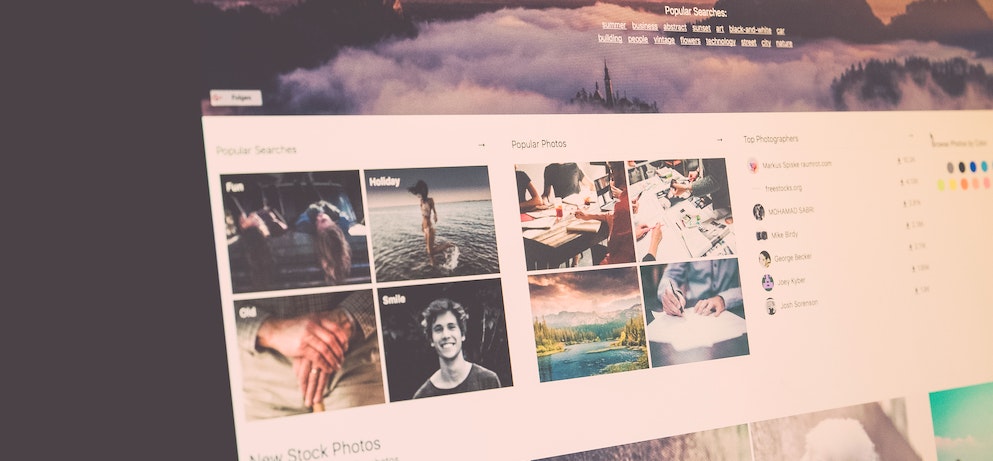 Popular Searches:
summer business abstract sunset art black-and-white car
building people vintage flowers technology street city nature
Popular Searches →
Fun
Holiday
Old
Smile
Popular Photos →
Top Photographers →
Markus Spiske-raumrot.com
freestocks.org
MOHAMAD SABRI
Mike Birdy
George Becker
Joey Kyber
Josh Sorenson
Browse Photos by Color
New Stock Photos